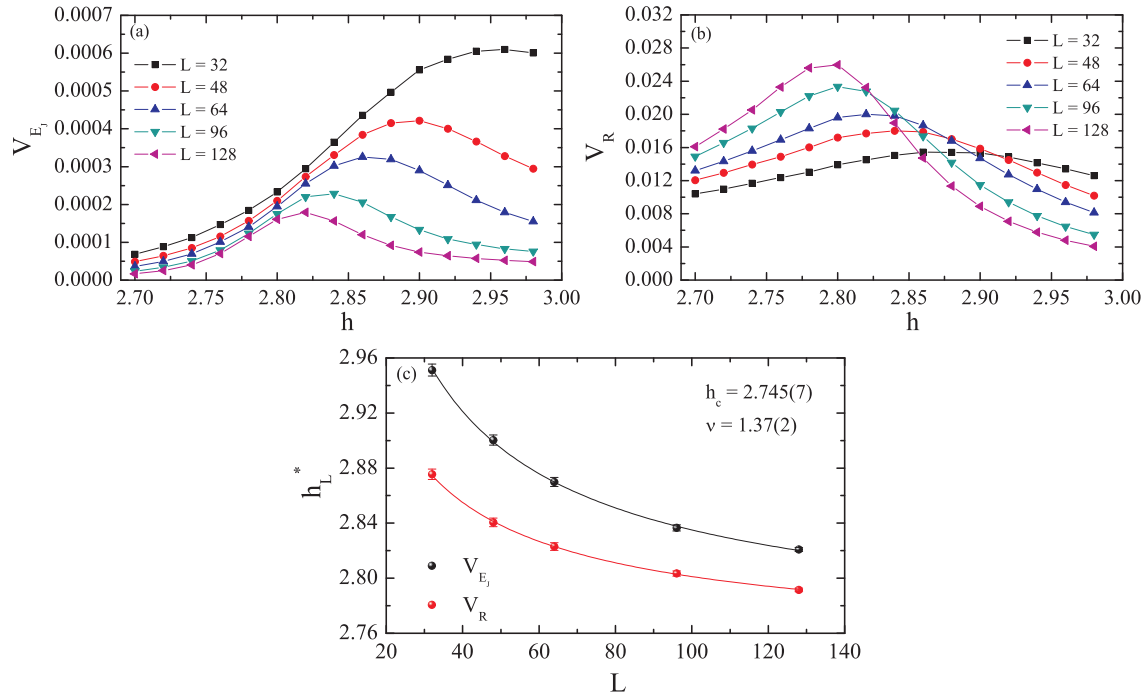 (a)
L = 32
L = 48
L = 64
L = 96
L = 128
0.0007
0.0006
0.0005
0.0004
0.0003
0.0002
0.0001
0.0000
V_{E_J}
2.70 2.75 2.80 2.85 2.90 2.95 3.00
h
(b)
L = 32
L = 48
L = 64
L = 96
L = 128
0.032
0.028
0.024
0.020
0.016
0.012
0.008
0.004
0.000
V_R
2.70 2.75 2.80 2.85 2.90 2.95 3.00
h
(c)
h_c = 2.745(7)
ν = 1.37(2)
2.96
2.92
2.88
2.84
2.80
2.76
h_L^*
V_{E_J}
V_R
20 40 60 80 100 120 140
L